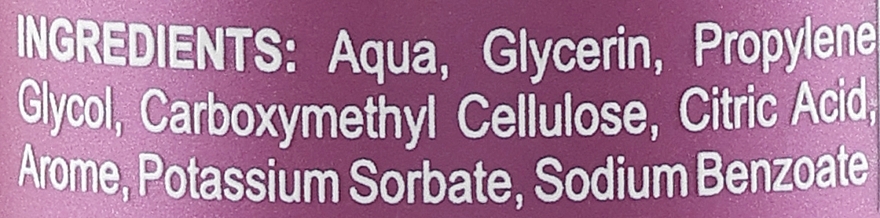 INGREDIENTS: Aqua, Glycerin, Propylene
Glycol, Carboxymethyl Cellulose, Citric Acid,
Arome, Potassium Sorbate, Sodium Benzoate